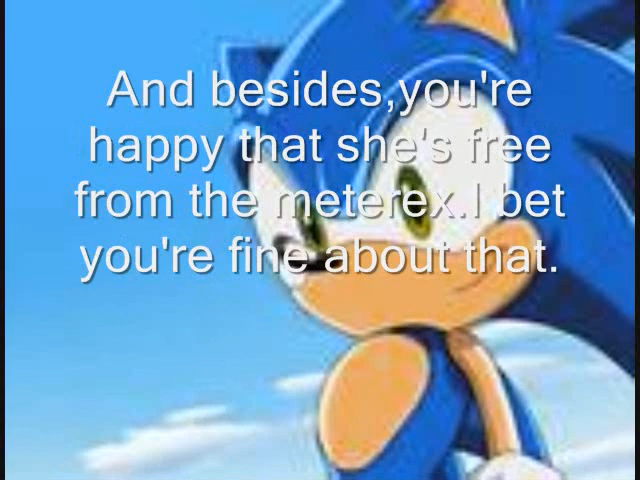 And besides,you're
happy that she's free
from the meterex.I bet
you're fine about that.